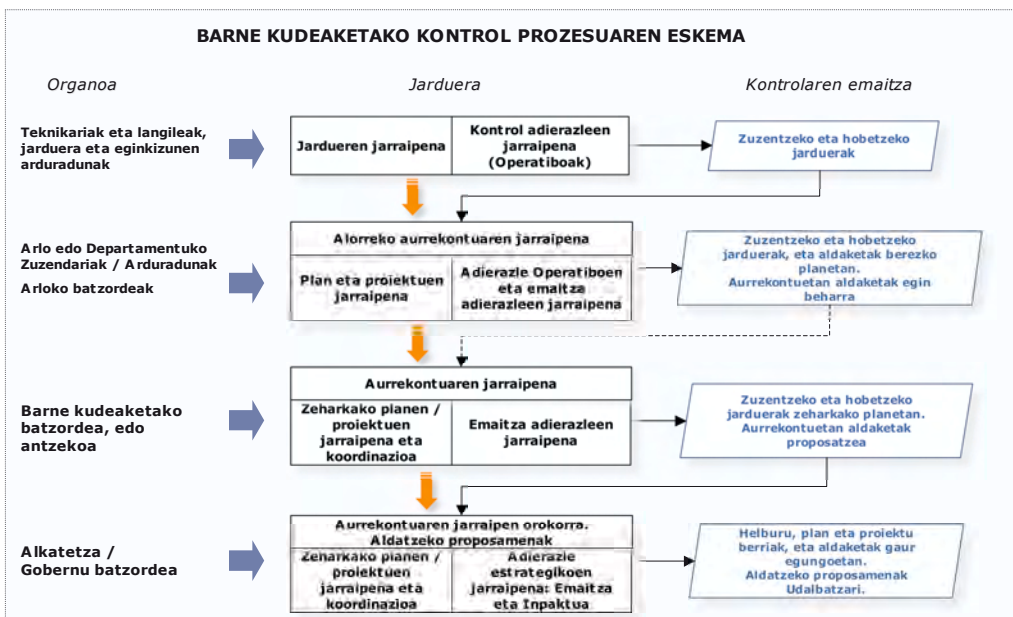 BARNE KUDEAKETAKO KONTROL PROZESUAREN ESKEMA
Organoa
Jarduera
Kontrolaren emaitza
Teknikariak eta langileak,
jarduera eta eginkizunen
arduradunak
Jardueren jarraipena
Kontrol adierazleen
jarraipena
(Operatiboak)
Zuzentzeko eta hobetzeko
jarduerak
Arlo edo Departamentuko
Zuzendariak / Arduradunak
Arloko batzordeak
Alorreko aurrekontuaren jarraipena
Plan eta proiektuen
jarraipena
Adierazle Operatiboen
eta emaitza
adierazleen jarraipena
Zuzentzeko eta hobetzeko
jarduerak, eta aldaketak berezko
planetan.
Aurrekontuetan aldaketak egin
beharra
Barne kudeaketako
batzordea, edo
antzekoa
Aurrekontuaren jarraipena
Zeharkako planen /
proiektuen
jarraipena eta
koordinazioa
Emaitza adierazleen
jarraipena
Zuzentzeko eta hobetzeko
jarduerak zeharkako planetan.
Aurrekontuetan aldaketak
proposatzea
Alkatetza /
Gobernu batzordea
Aurrekontuaren jarraipen orokorra.
Aldatzeko proposamenak
Zeharkako planen /
proiektuen
jarraipena eta
koordinazioa
Adierazle
estrategikoen
jarraipena: Emaitza
eta Inpaktua
Helburu, plan eta proiektu
berriak, eta aldaketak gaur
egungoetan.
Aldatzeko proposamenak
Udalbatzari.